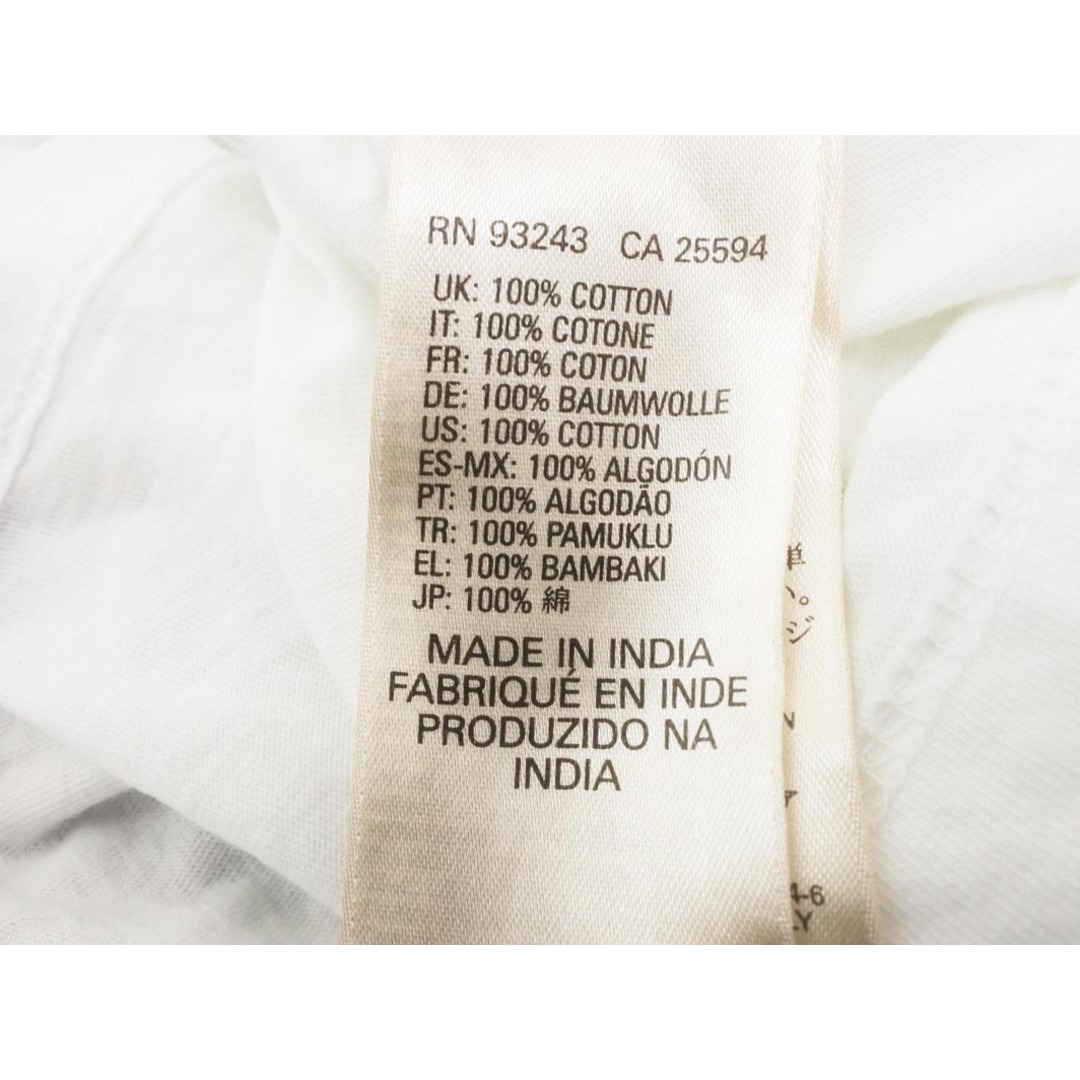 RN 93243 CA 25594
UK: 100% COTTON
IT: 100% COTONE
FR: 100% COTON
DE: 100% BAUMWOLLE
US: 100% COTTON
ES-MX: 100% ALGODÓN
PT: 100% ALGODÃO
TR: 100% PAMUKLU
EL: 100% BAMBAKI
JP: 100% 綿
MADE IN INDIA
FABRIQUÉ EN INDE
PRODUZIDO NA
INDIA